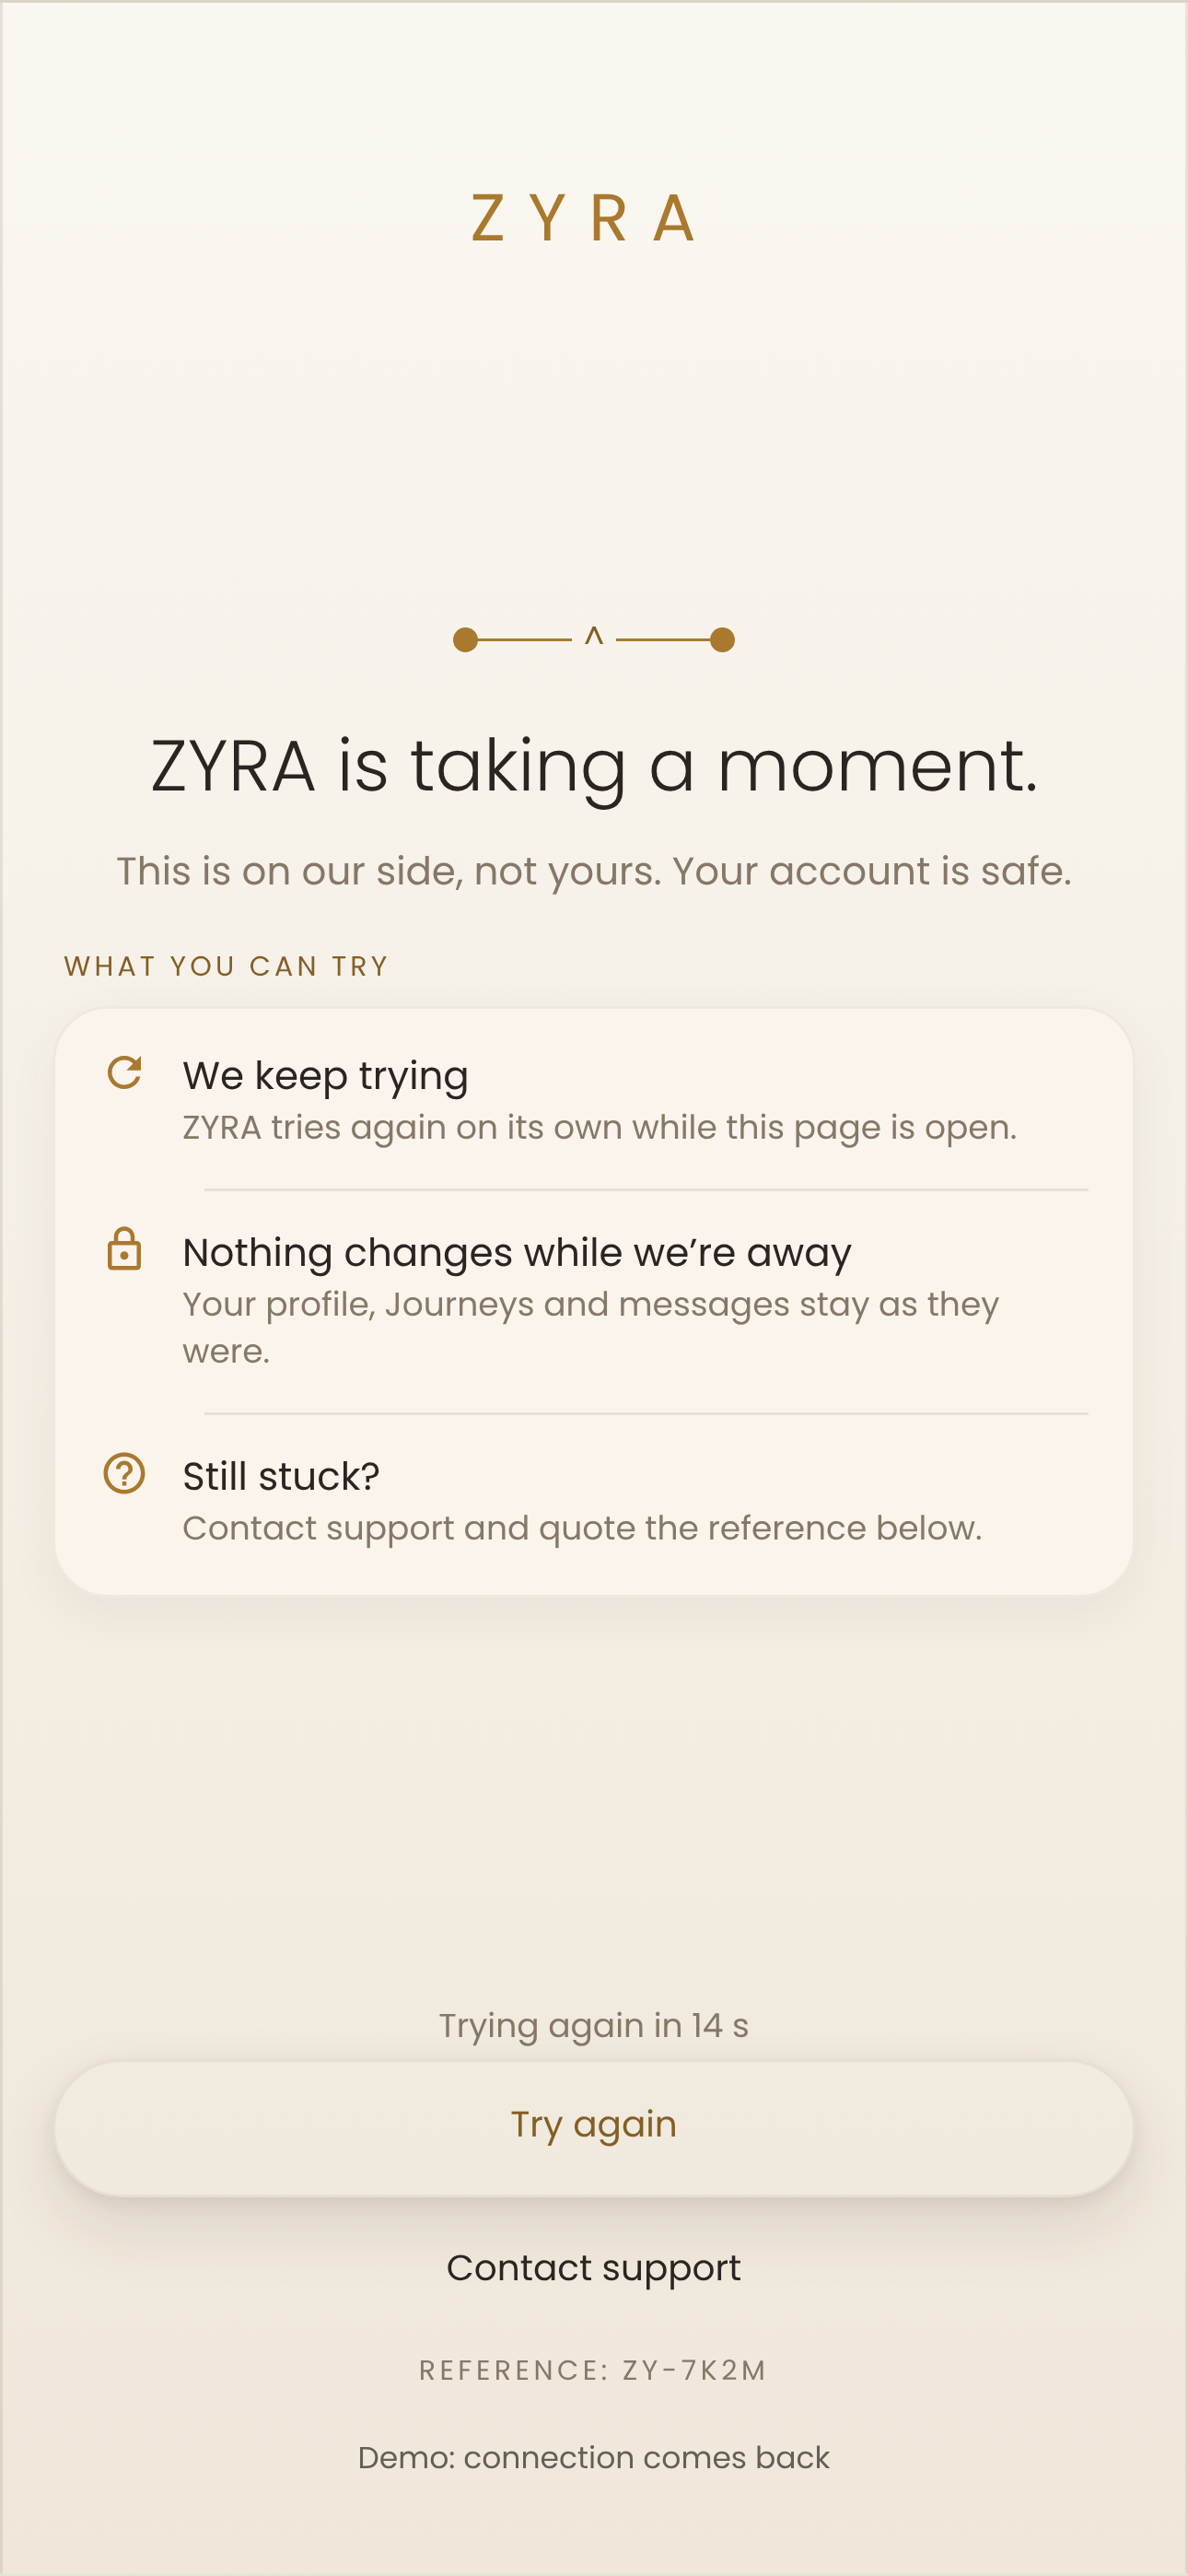 ZYRA
^
ZYRA is taking a moment.
This is on our side, not yours. Your account is safe.
WHAT YOU CAN TRY
We keep trying
ZYRA tries again on its own while this page is open.
Nothing changes while we’re away
Your profile, Journeys and messages stay as they
were.
Still stuck?
Contact support and quote the reference below.
Trying again in 14 s
Try again
Contact support
REFERENCE: ZY-7K2M
Demo: connection comes back